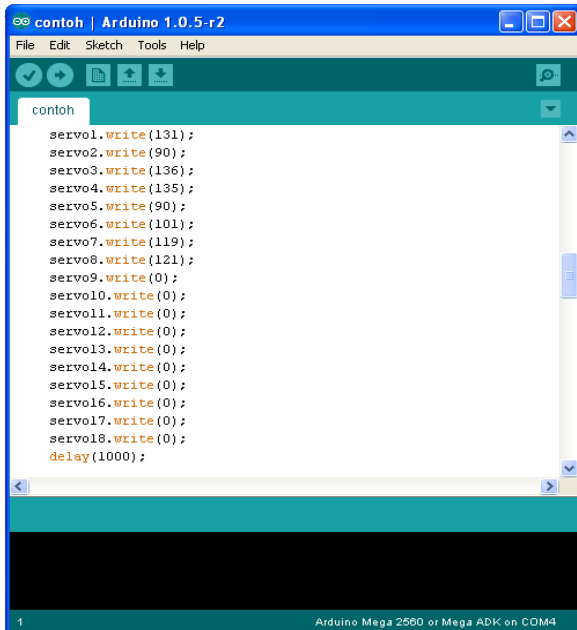 contoh | Arduino 1.0.5-r2
File Edit Sketch Tools Help
contoh
servo1.write(131);
servo2.write(90);
servo3.write(136);
servo4.write(135);
servo5.write(90);
servo6.write(101);
servo7.write(119);
servo8.write(121);
servo9.write(0);
servo10.write(0);
servo11.write(0);
servo12.write(0);
servo13.write(0);
servo14.write(0);
servo15.write(0);
servo16.write(0);
servo17.write(0);
servo18.write(0);
delay(1000);
1 Arduino Mega 2560 or Mega ADK on COM4